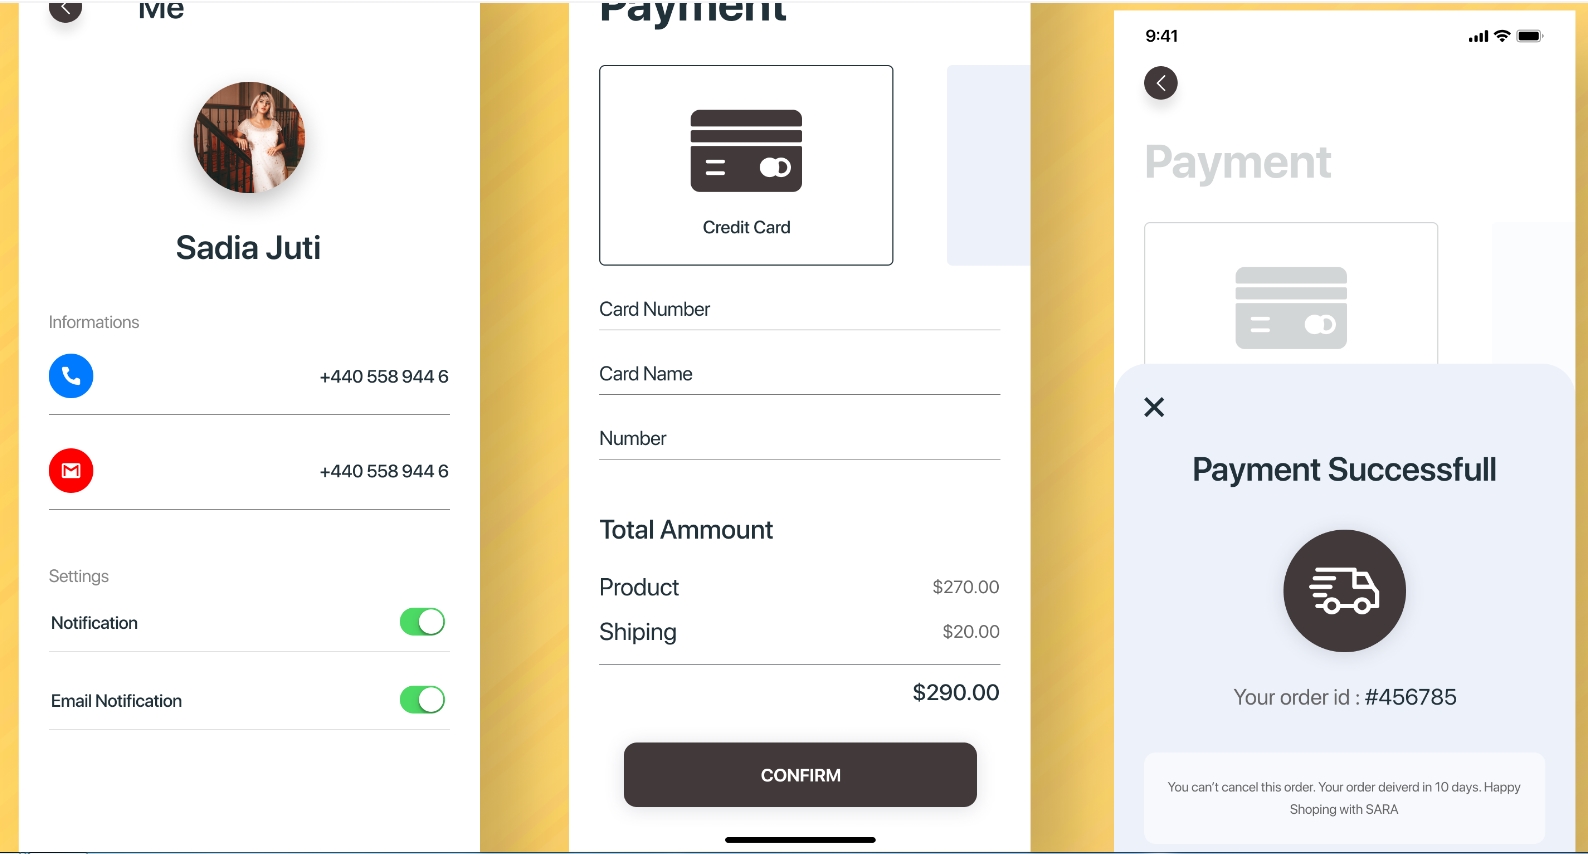 Me
Sadia Juti
Informations
+440 558 944 6
+440 558 944 6
Settings
Notification
Email Notification
Payment
Credit Card
Card Number
Card Name
Number
Total Ammount
Product $270.00
Shiping $20.00
$290.00
CONFIRM
9:41
Payment
Payment Successfull
Your order id : #456785
You can't cancel this order. Your order deiverd in 10 days. Happy
Shoping with SARA